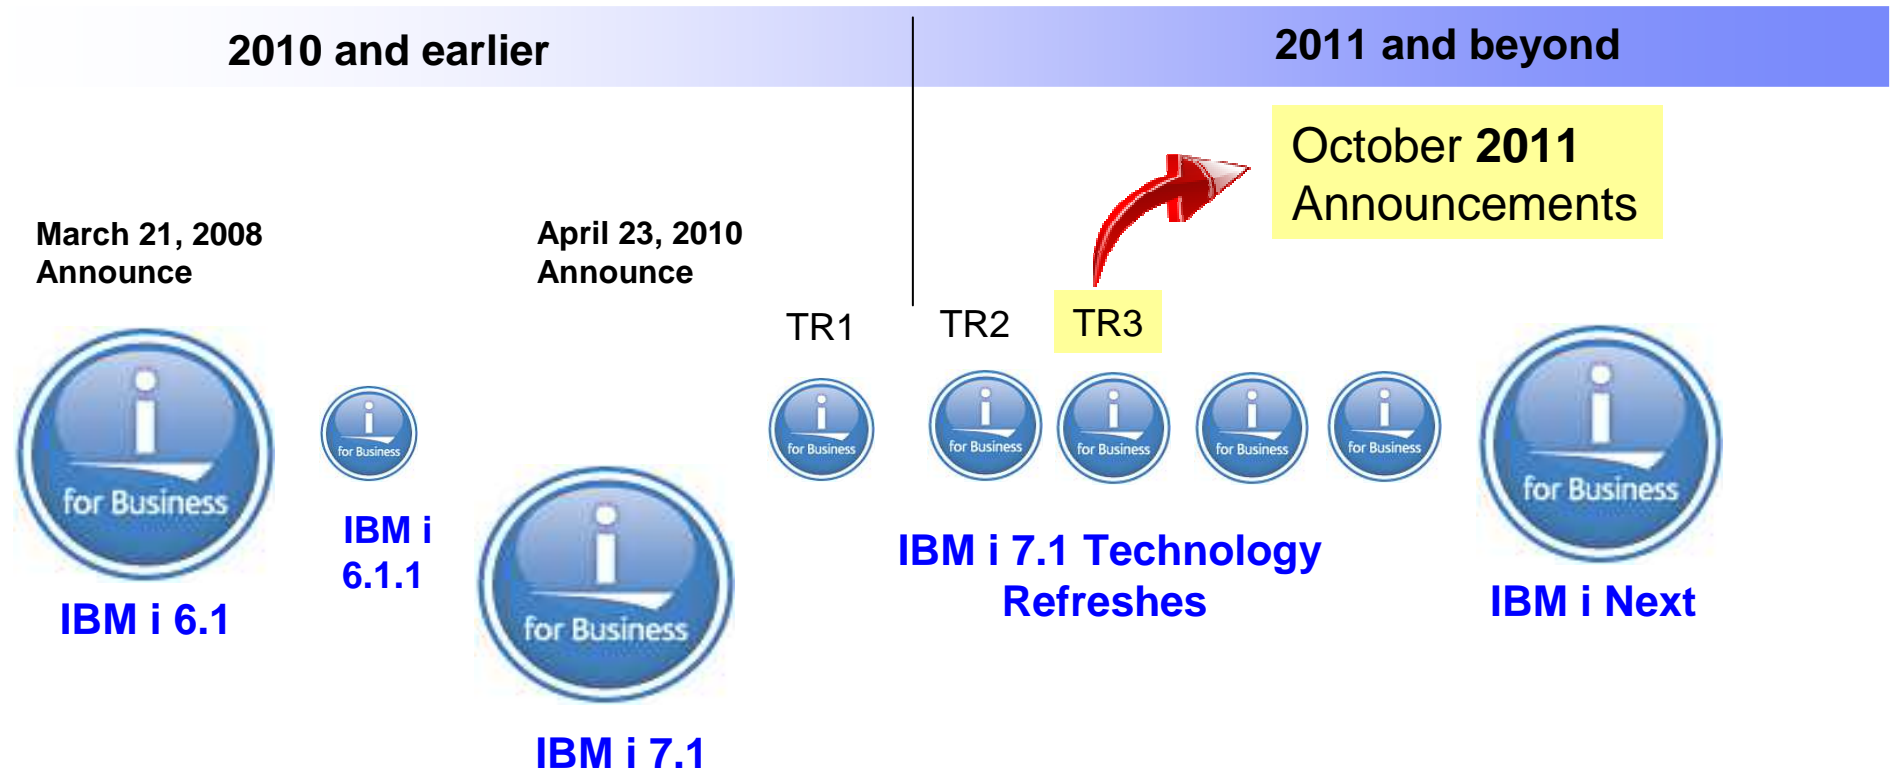 2010 and earlier
2011 and beyond
October 2011
Announcements
March 21, 2008
Announce
April 23, 2010
Announce
TR1
TR2
TR3
i
for Business
i
for Business
i
for Business
i
for Business
i
for Business
i
for Business
i
for Business
i
for Business
i
for Business
IBM i 6.1
IBM i
6.1.1
IBM i 7.1
IBM i 7.1 Technology
Refreshes
IBM i Next